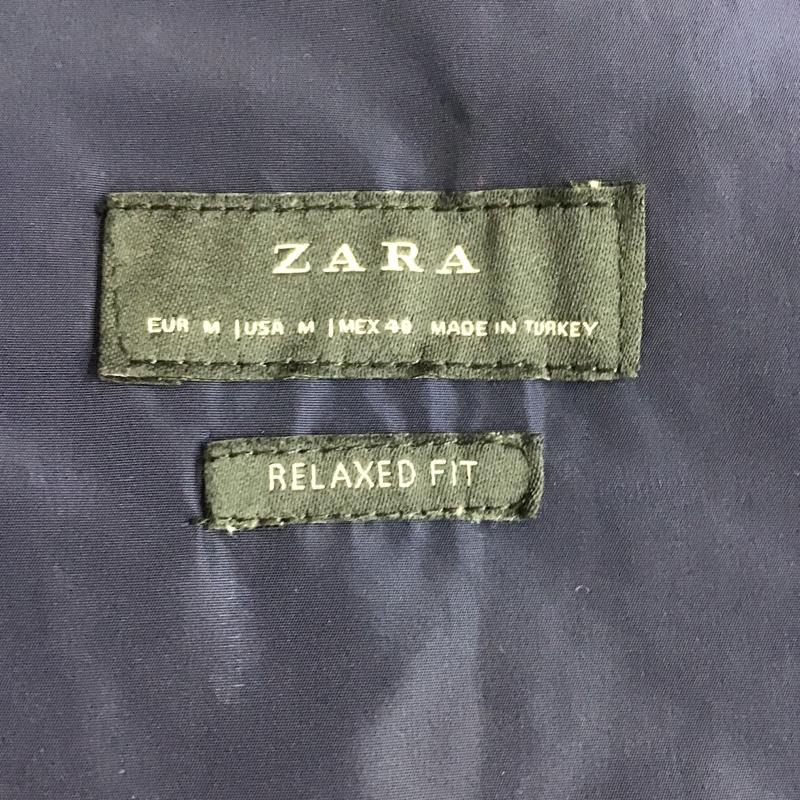 ZARA
EUR M | USA M | MEX 40 MADE IN TURKEY
RELAXED FIT